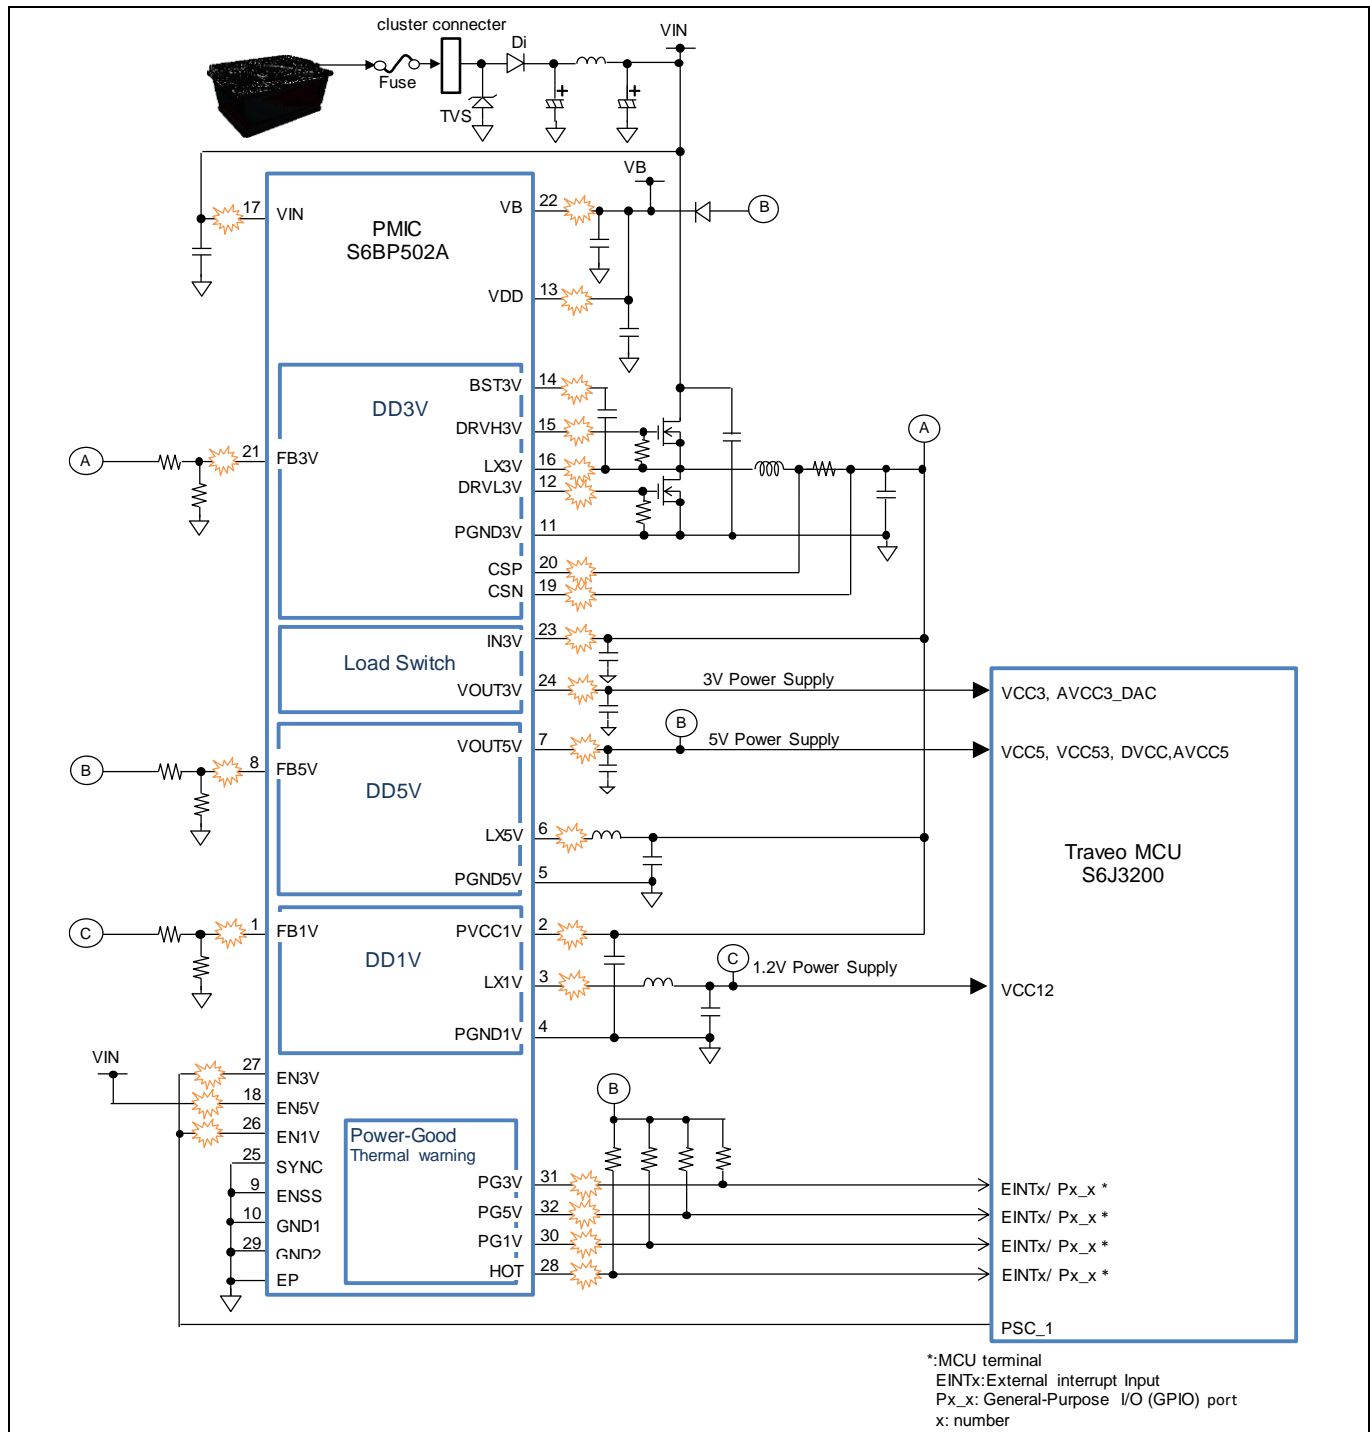 cluster connecter
VIN
Di
Fuse
TVS
VB
B
17
VIN
PMIC
S6BP502A
VB
22
VDD
13
BST3V
14
DD3V
DRVH3V
15
A
A
21
FB3V
LX3V
16
DRVL3V
12
PGND3V
11
CSP
20
CSN
19
IN3V
23
Load Switch
VOUT3V
24
3V Power Supply
VCC3, AVCC3_DAC
B
VOUT5V
7
5V Power Supply
VCC5, VCC53, DVCC,AVCC5
B
8
FB5V
DD5V
LX5V
6
Traveo MCU
S6J3200
PGND5V
5
C
1
FB1V
PVCC1V
2
DD1V
C
1.2V Power Supply
LX1V
3
VCC12
PGND1V
4
VIN
27
EN3V
B
18
EN5V
26
EN1V
Power-Good
Thermal warning
25
SYNC
PG3V
31
EINTx/ Px_x *
9
ENSS
PG5V
32
EINTx/ Px_x *
10
GND1
PG1V
30
EINTx/ Px_x *
29
GND2
HOT
28
EINTx/ Px_x *
EP
PSC_1
*:MCU terminal
EINTx:External interrupt Input
Px_x: General-Purpose I/O (GPIO) port
x: number